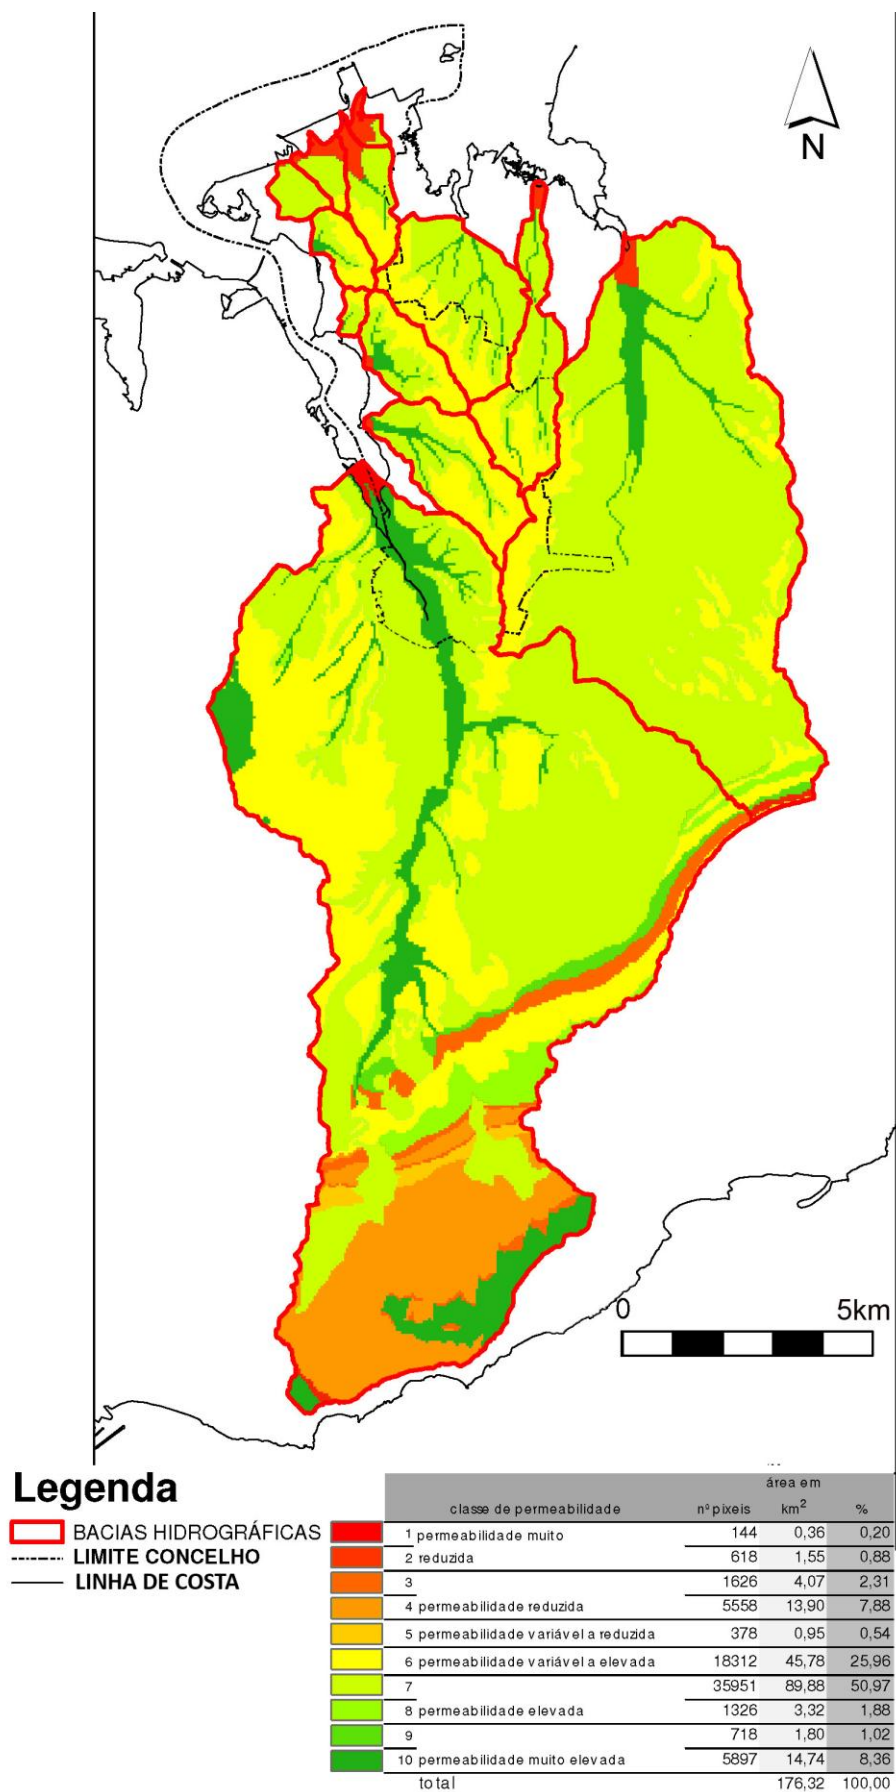 N
0 5km
Legenda
BACIAS HIDROGRÁFICAS
LIMITE CONCELHO
LINHA DE COSTA
área em
classe de permeabilidade nº pixeis km² %
1 permeabilidade muito 144 0,36 0,20
2 reduzida 618 1,55 0,88
3 1626 4,07 2,31
4 permeabilidade reduzida 5558 13,90 7,88
5 permeabilidade variável a reduzida 378 0,95 0,54
6 permeabilidade variável a elevada 18312 45,78 25,96
7 35951 89,88 50,97
8 permeabilidade elevada 1326 3,32 1,88
9 718 1,80 1,02
10 permeabilidade muito elevada 5897 14,74 8,36
total 176,32 100,00